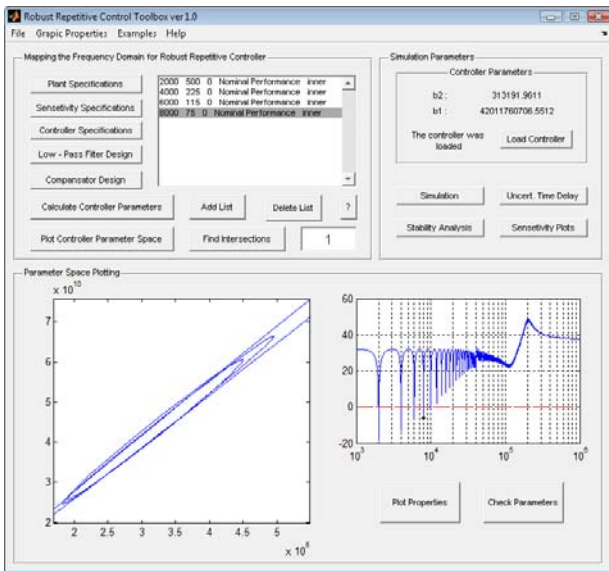 Robust Repetitive Control Toolbox ver 1.0
File Grapic Properties Examples Help
Mapping the Frequency Domain for Robust Repetitive Controller
Plant Specifications
Sensetivity Specifications
Controller Specifications
Low - Pass Filter Design
Compensator Design
2000 500 0 Nominal Performance inner
4000 225 0 Nominal Performance inner
6000 115 0 Nominal Performance inner
8000 75 0 Nominal Performance inner
Calculate Controller Parameters
Add List
Delete List
?
Plot Controller Parameter Space
Find Intersections
1
Simulation Parameters
Controller Parameters
b2 : 313191.9611
b1 : 42011760706.5512
The controller was
loaded
Load Controller
Simulation
Uncert. Time Delay
Stability Analysis
Sensetivity Plots
Parameter Space Plotting
x 10^10
7
6
5
4
3
2
2 2.5 3 3.5 4 4.5 5
x 10^6
60
40
20
0
-20
10^3 10^4 10^5 10^6
Plot Properties
Check Parameters